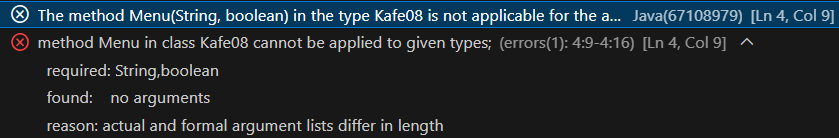 The method Menu(String, boolean) in the type Kafe08 is not applicable for the a... Java(67108979) [Ln 4, Col 9]
method Menu in class Kafe08 cannot be applied to given types; (errors(1): 4:9-4:16) [Ln 4, Col 9]
required: String,boolean
found: no arguments
reason: actual and formal argument lists differ in length